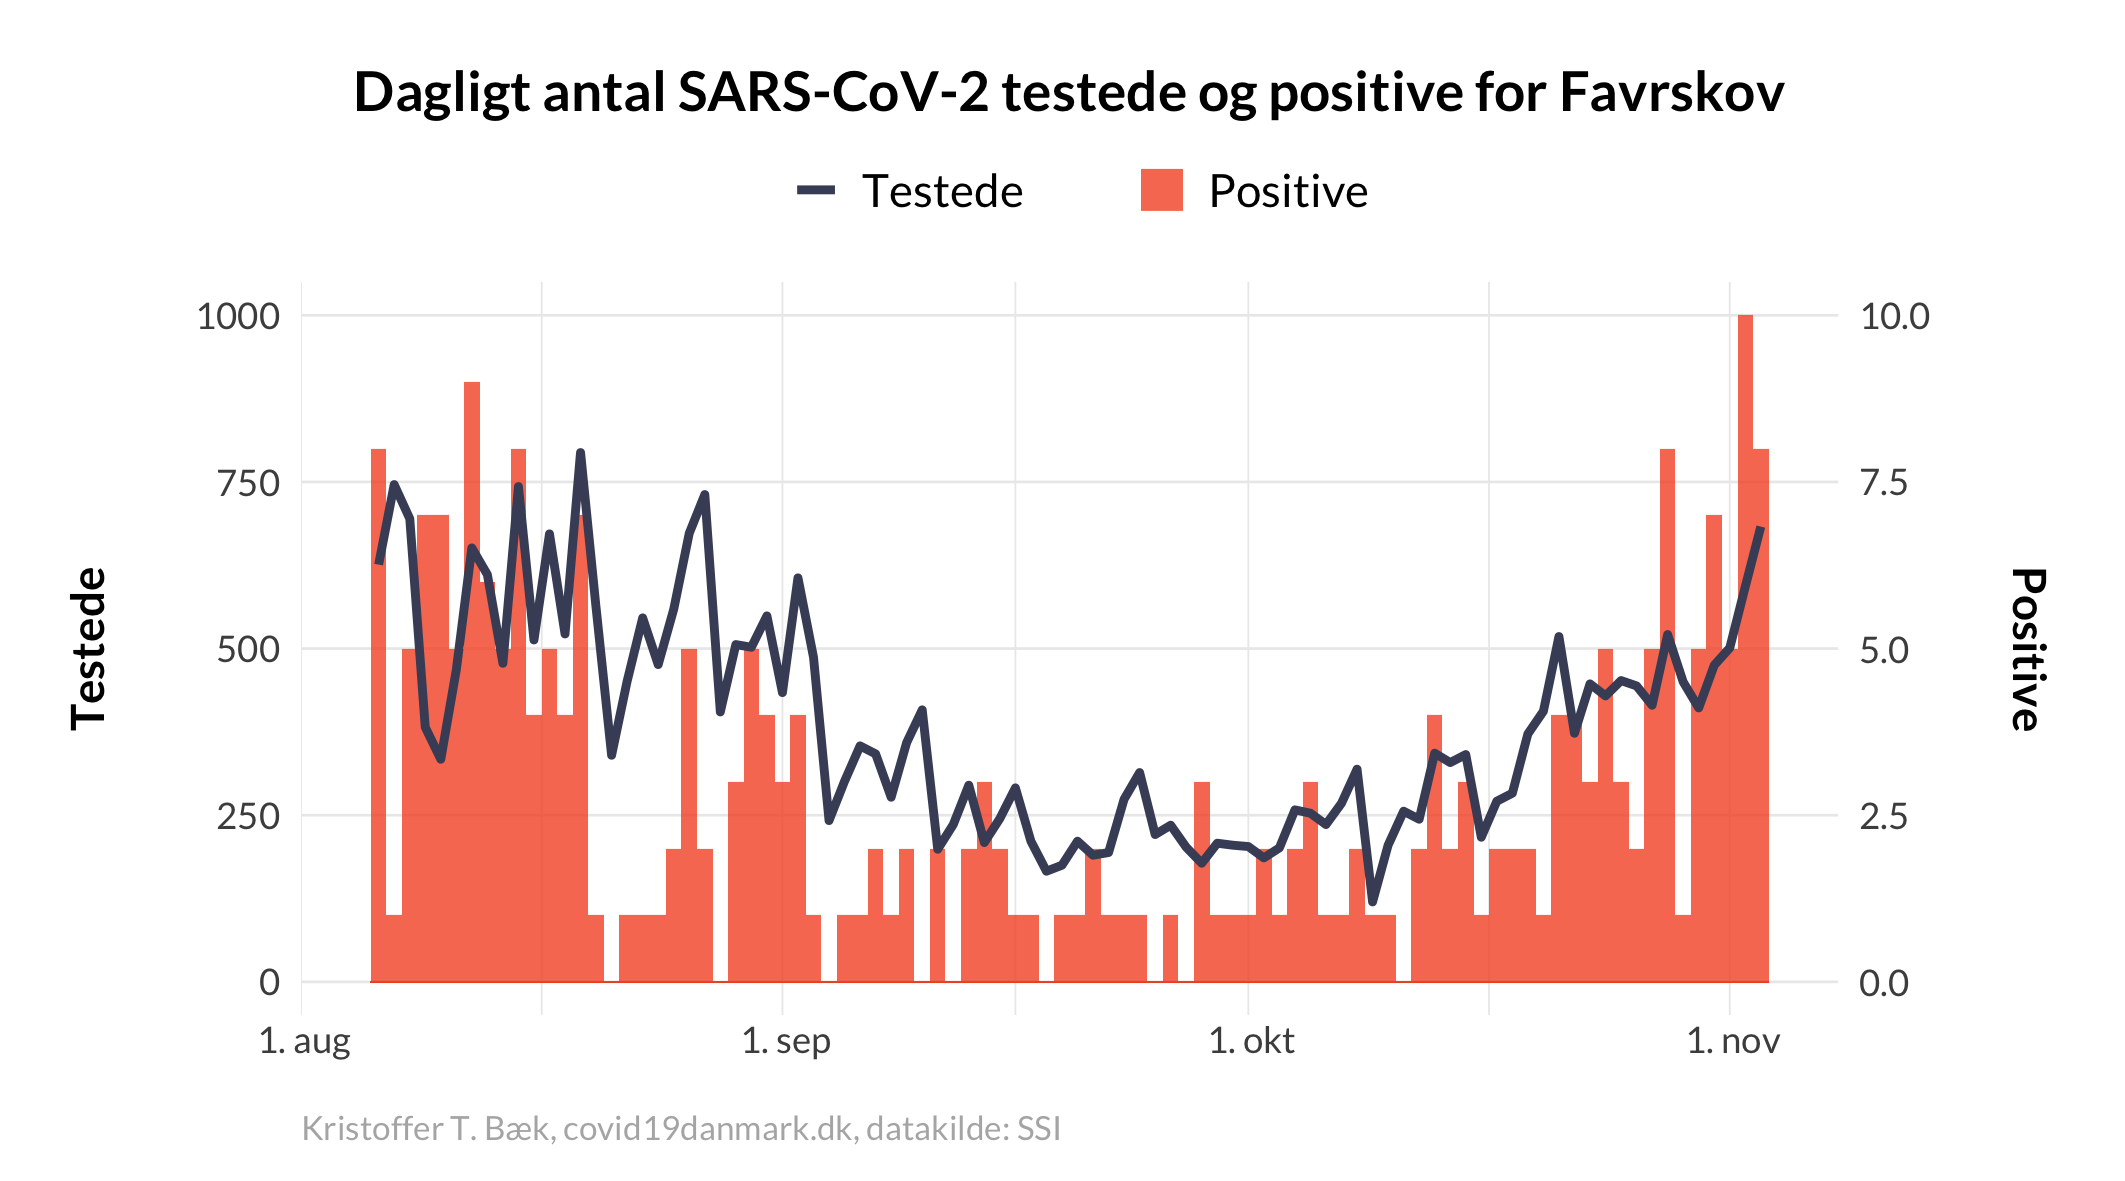 Dagligt antal SARS-CoV-2 testede og positive for Favrskov
Testede Positive
1000 10.0
750 7.5
500 5.0
250 2.5
0 0.0
Testede
Positive
1. aug 1. sep 1. okt 1. nov
Kristoffer T. Bæk, covid19danmark.dk, datakilde: SSI